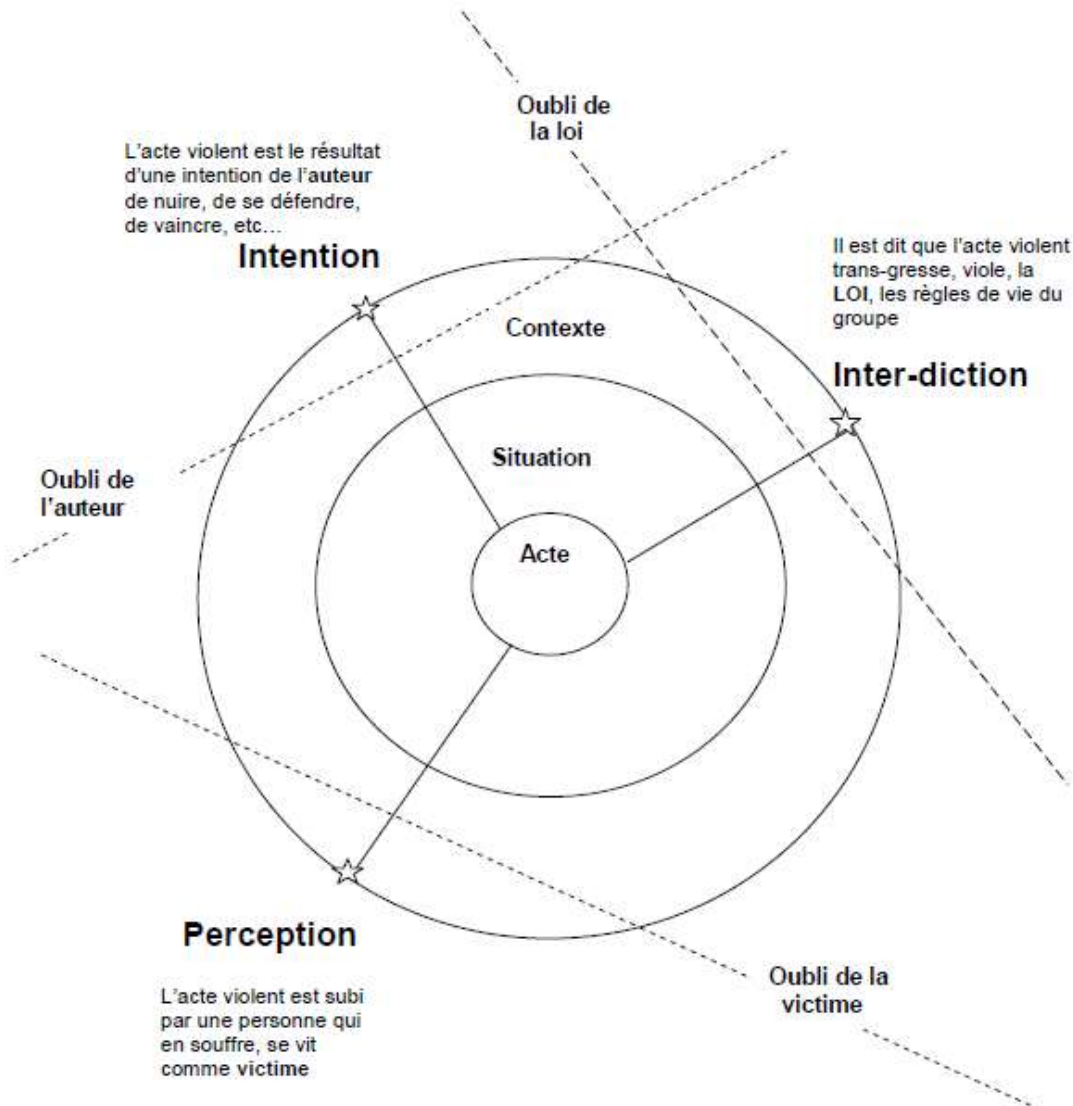 Oubli de
la loi
L'acte violent est le résultat
d'une intention de l'auteur
de nuire, de se défendre,
de vaincre, etc…
Intention
Il est dit que l'acte violent
trans-gresse, viole, la
LOI, les règles de vie du
groupe
Inter-diction
Contexte
Situation
Oubli de
l'auteur
Acte
Perception
L'acte violent est subi
par une personne qui
en souffre, se vit
comme victime
Oubli de la
victime